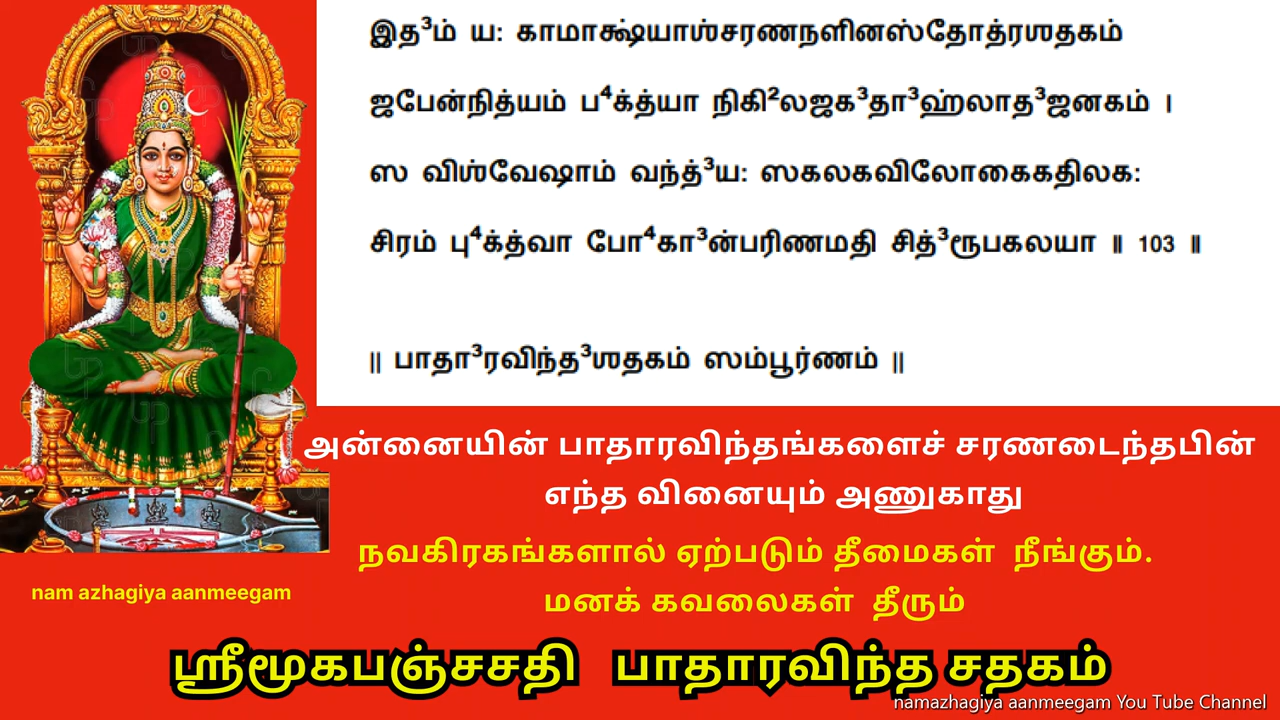 இத³ம் ய: காமாக்ஷ்யாஶ்சரணநளினஸ்தோத்ரஶதகம்
ஜபேன்நித்யம் ப⁴க்த்யா நிகி²லஜக³தா³ஹ்லாத³ஜனகம் ।
ஸ விஶ்வேஷாம் வந்த்³ய: ஸகலகவிலோகைகதிலக:
சிரம் பு⁴க்த்வா போ⁴கா³ன்பரிணமதி சித்³ரூபகலயா ॥ 103 ॥
॥ பாதா³ரவிந்த³ஶதகம் ஸம்பூர்ணம் ॥
அன்னையின் பாதாரவிந்தங்களைச் சரணடைந்தபின்
எந்த வினையும் அணுகாது
நவகிரகங்களால் ஏற்படும் தீமைகள் நீங்கும்.
மனக் கவலைகள் தீரும்
nam azhagiya aanmeegam
ஸ்ரீமூகபஞ்சசதி பாதாரவிந்த சதகம்
namazhagiya aanmeegam You Tube Channel